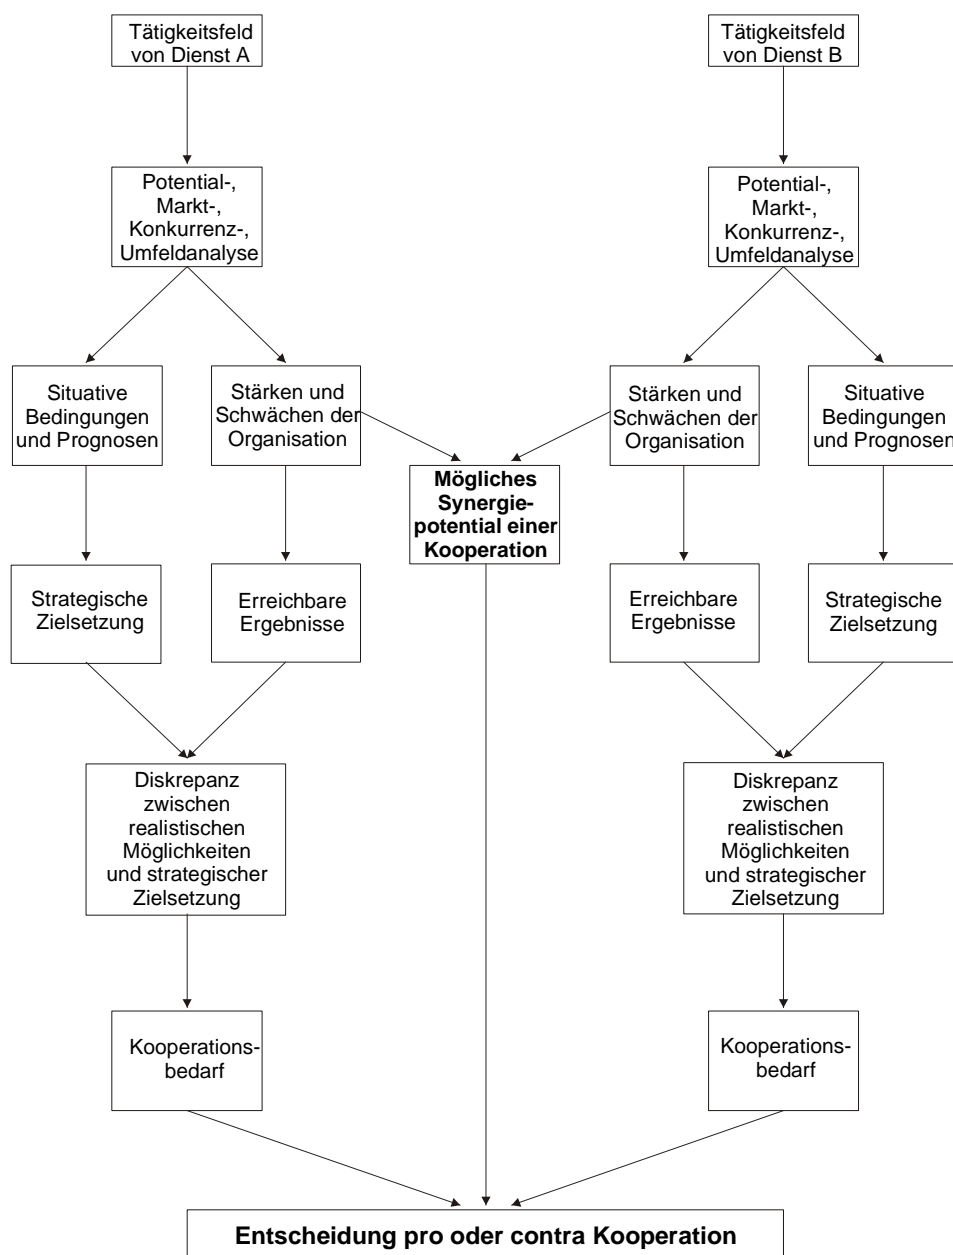 Tätigkeitsfeld
von Dienst A
Tätigkeitsfeld
von Dienst B
Potential-,
Markt-,
Konkurrenz-,
Umfeldanalyse
Potential-,
Markt-,
Konkurrenz-,
Umfeldanalyse
Situative
Bedingungen
und Prognosen
Stärken und
Schwächen der
Organisation
Stärken und
Schwächen der
Organisation
Situative
Bedingungen
und Prognosen
Mögliches
Synergie-
potential einer
Kooperation
Strategische
Zielsetzung
Erreichbare
Ergebnisse
Erreichbare
Ergebnisse
Strategische
Zielsetzung
Diskrepanz
zwischen
realistischen
Möglichkeiten
und strategischer
Zielsetzung
Diskrepanz
zwischen
realistischen
Möglichkeiten
und strategischer
Zielsetzung
Kooperations-
bedarf
Kooperations-
bedarf
Entscheidung pro oder contra Kooperation